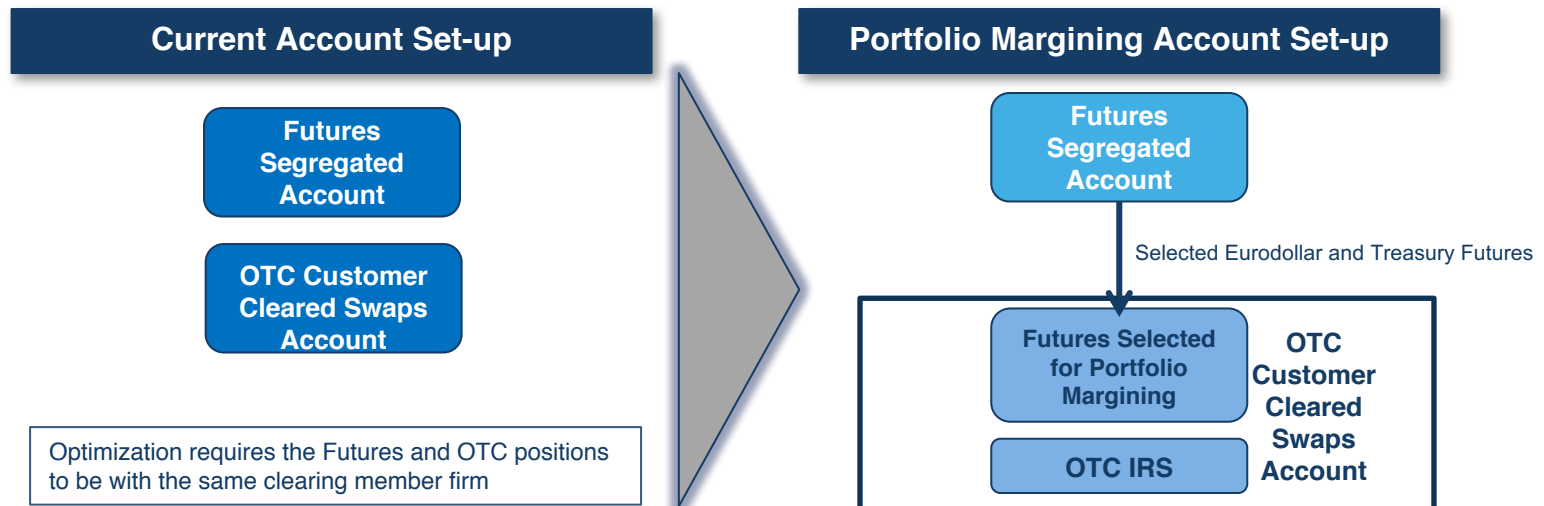 Current Account Set-up
Futures
Segregated
Account
OTC Customer
Cleared Swaps
Account
Optimization requires the Futures and OTC positions
to be with the same clearing member firm
Portfolio Margining Account Set-up
Futures
Segregated
Account
Selected Eurodollar and Treasury Futures
Futures Selected
for Portfolio
Margining
OTC IRS
OTC
Customer
Cleared
Swaps
Account